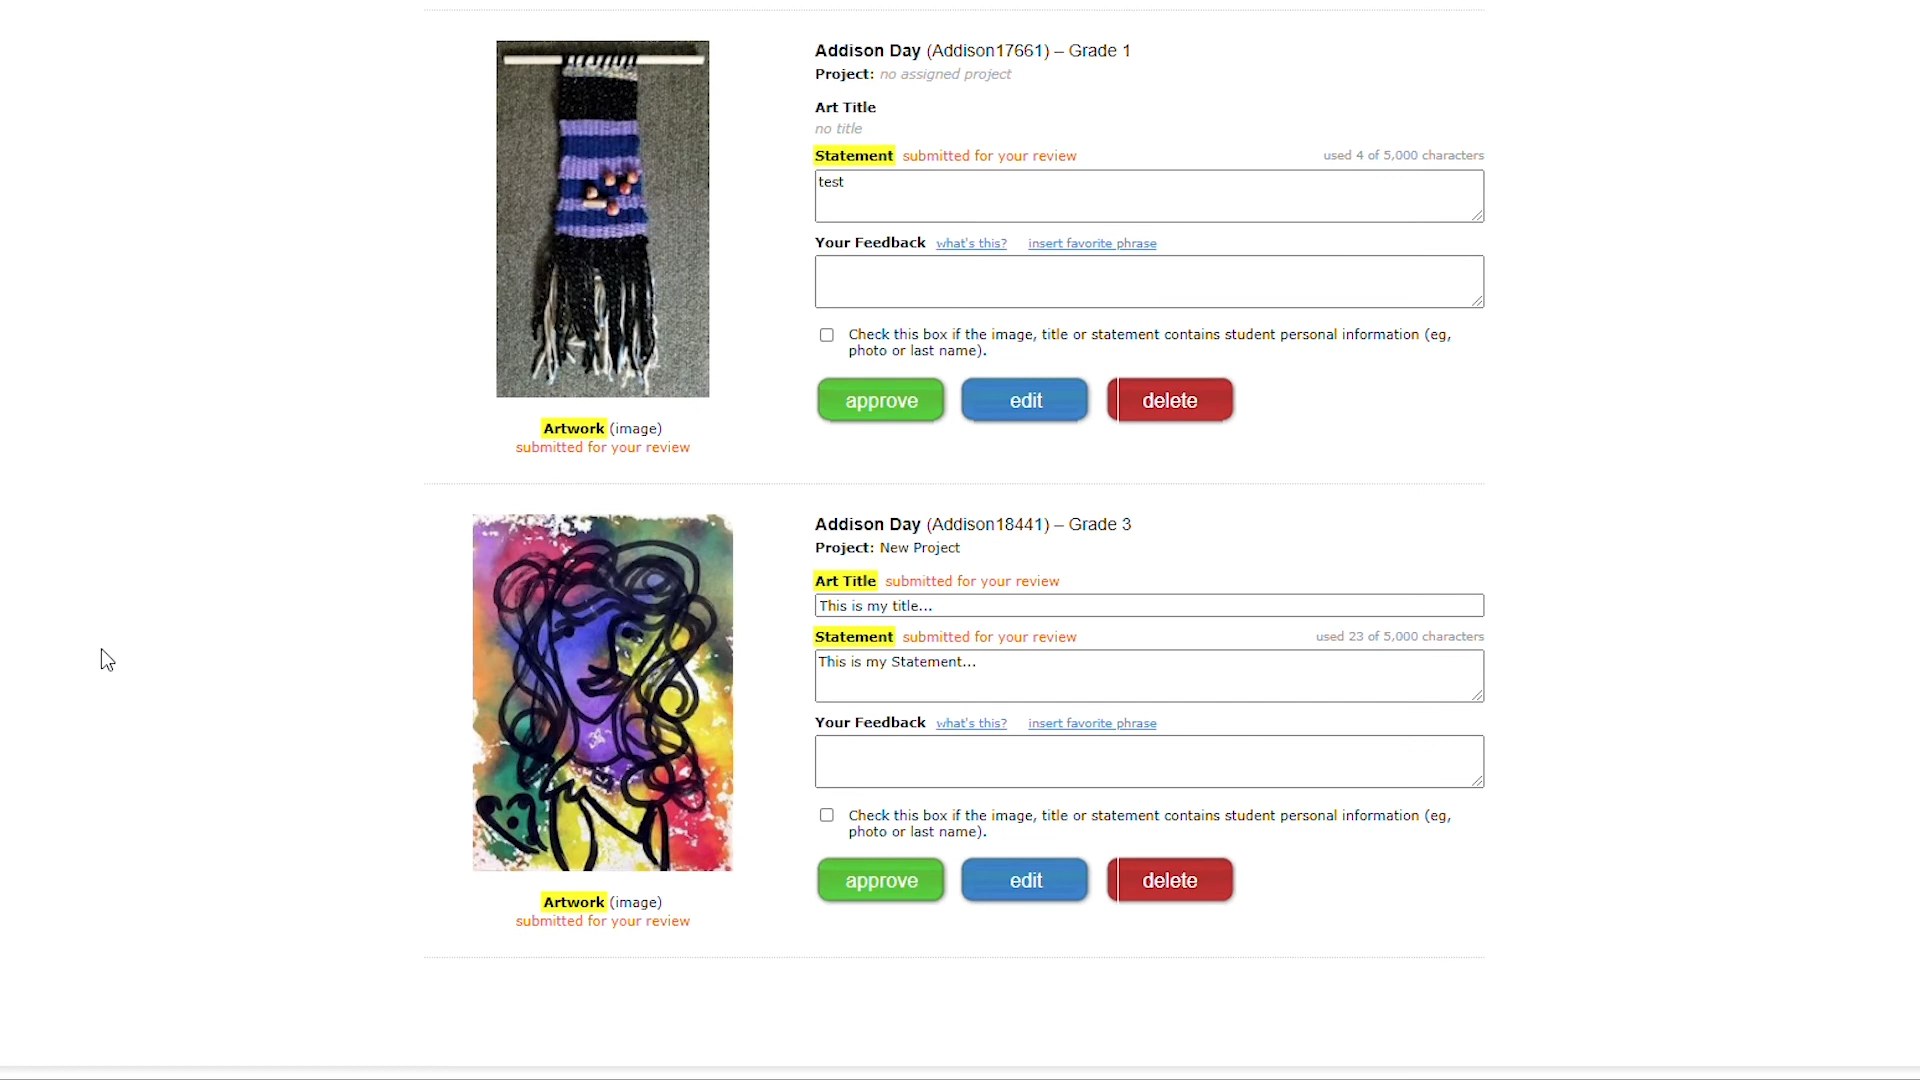 Addison Day (Addison17661) – Grade 1
Project: no assigned project
Art Title
no title
Statement submitted for your review used 4 of 5,000 characters
test
Your Feedback what's this? insert favorite phrase
Check this box if the image, title or statement contains student personal information (eg,
photo or last name).
approve edit delete
Artwork (image)
submitted for your review
Addison Day (Addison18441) – Grade 3
Project: New Project
Art Title submitted for your review
This is my title...
Statement submitted for your review used 23 of 5,000 characters
This is my Statement...
Your Feedback what's this? insert favorite phrase
Check this box if the image, title or statement contains student personal information (eg,
photo or last name).
approve edit delete
Artwork (image)
submitted for your review